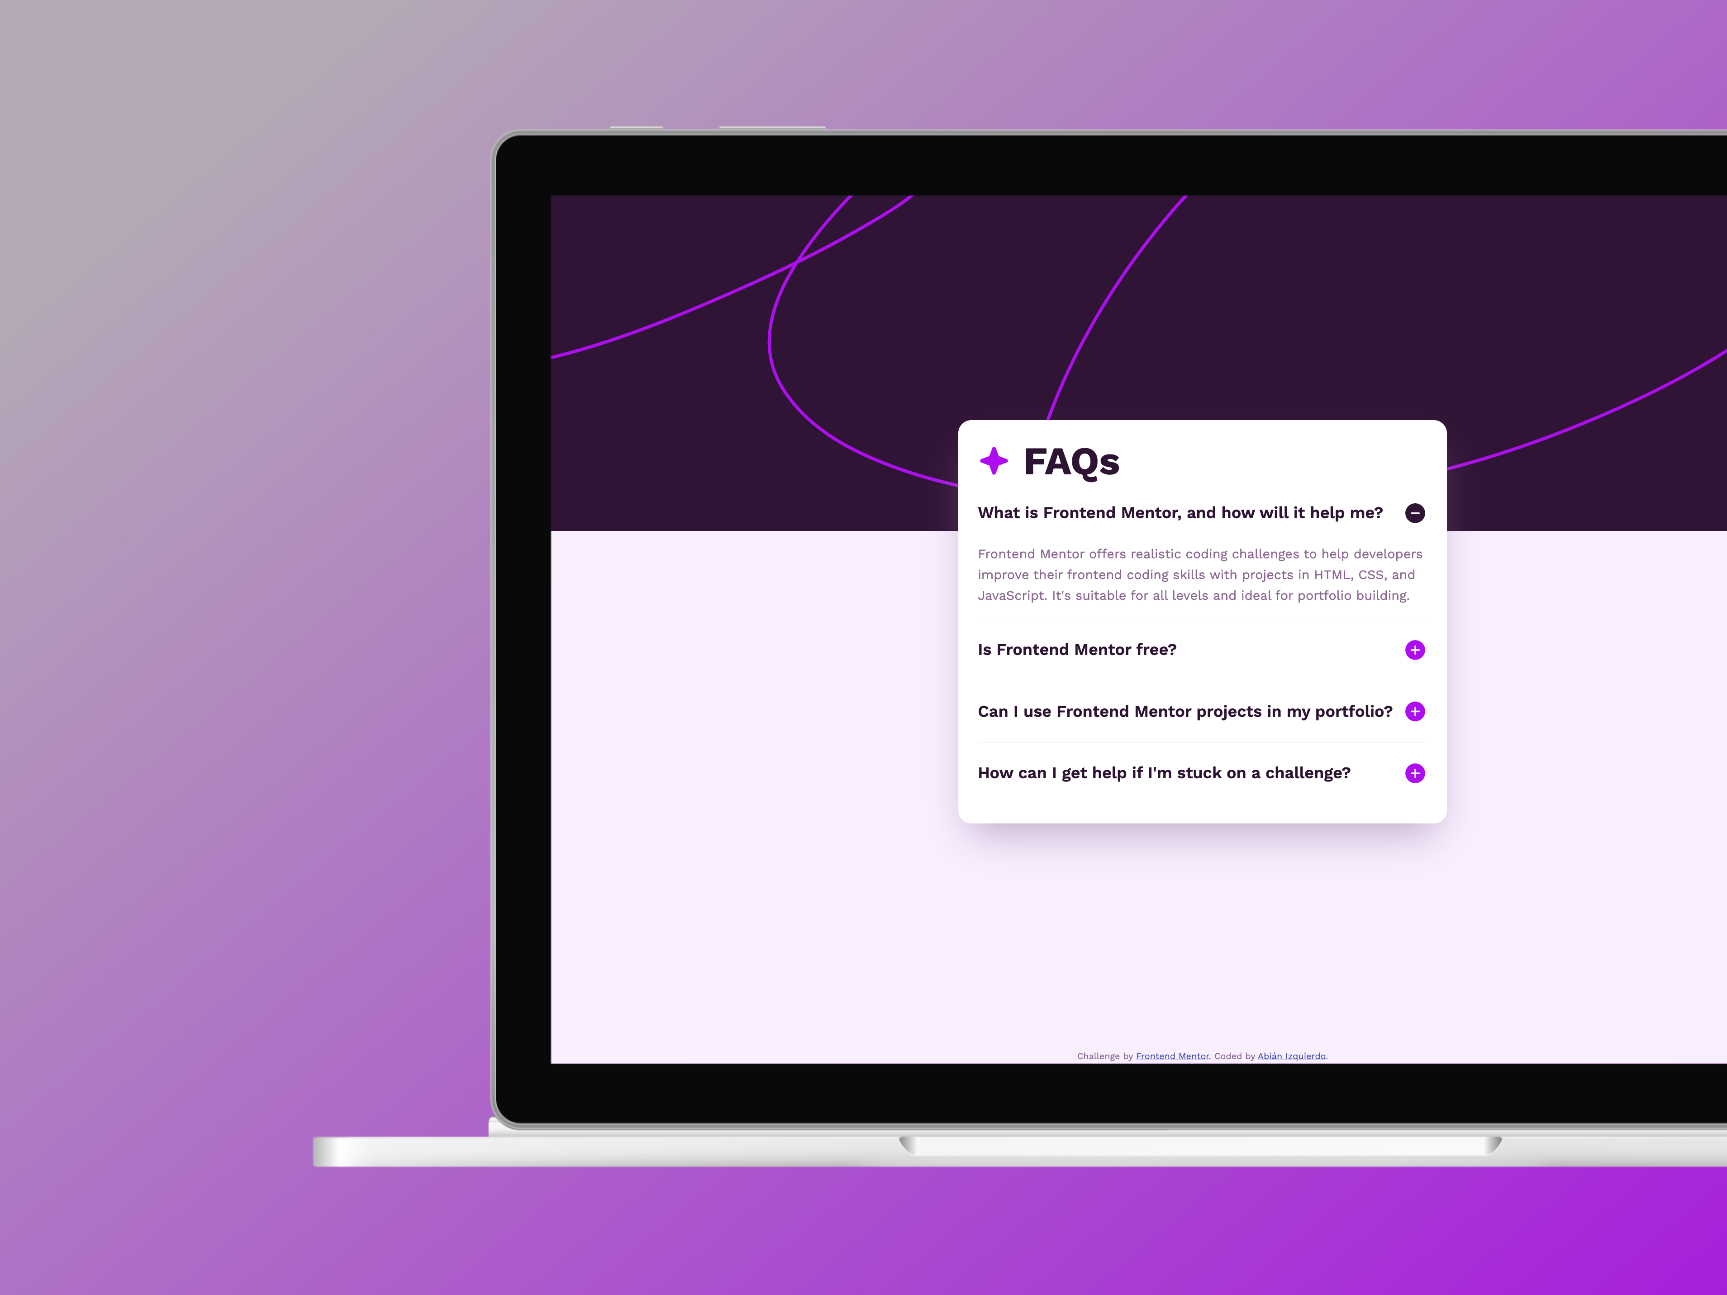 FAQs
What is Frontend Mentor, and how will it help me?
Frontend Mentor offers realistic coding challenges to help developers
improve their frontend coding skills with projects in HTML, CSS, and
JavaScript. It's suitable for all levels and ideal for portfolio building.
Is Frontend Mentor free?
Can I use Frontend Mentor projects in my portfolio?
How can I get help if I'm stuck on a challenge?
Challenge by Frontend Mentor. Coded by Abián Izquierdo.